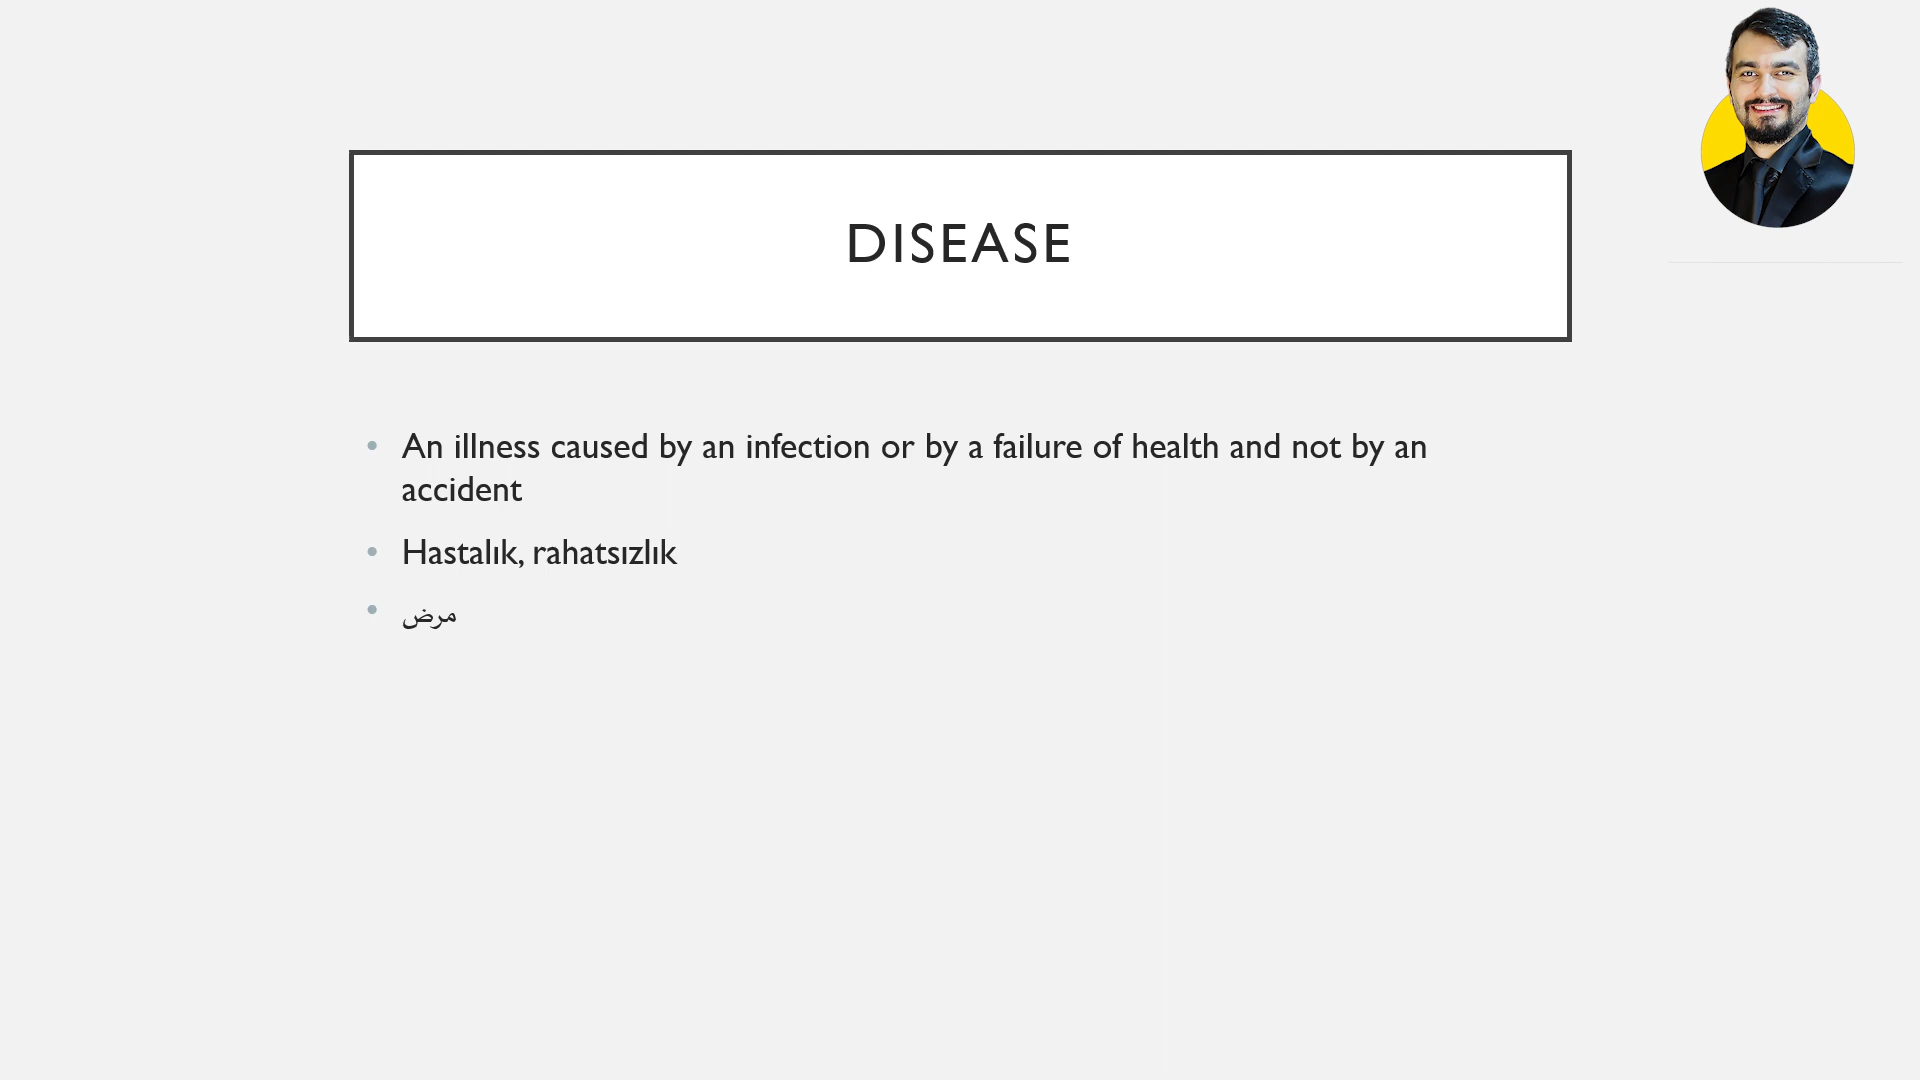 DISEASE
An illness caused by an infection or by a failure of health and not by an
accident
Hastalık, rahatsızlık
مرض